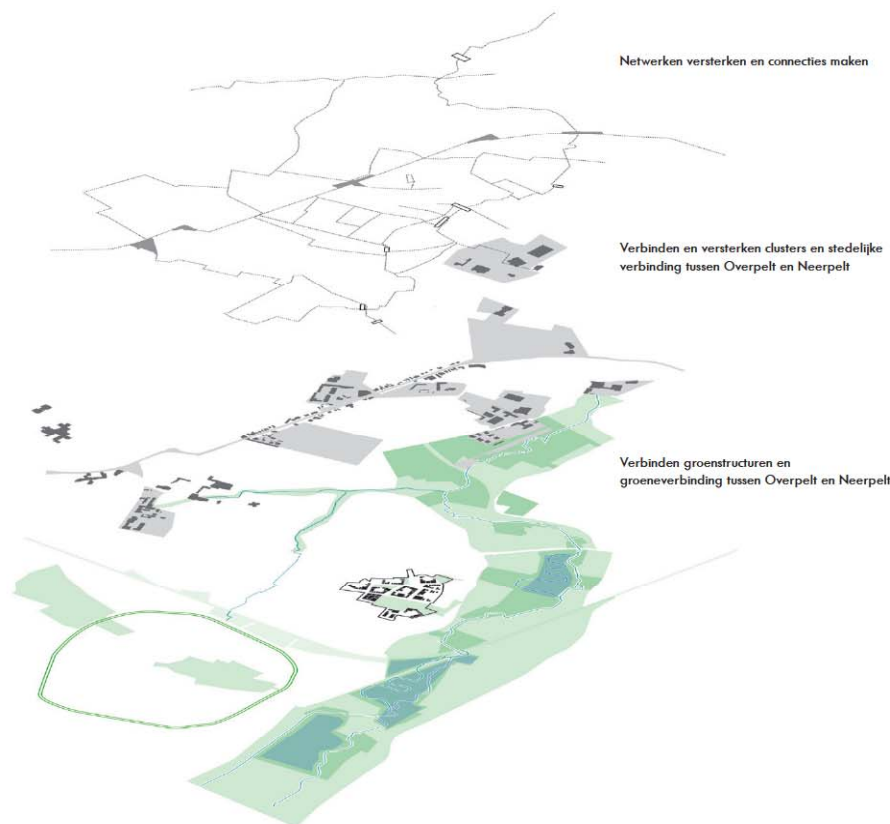 Netwerken versterken en connecties maken
Verbinden en versterken clusters en stedelijke
verbinding tussen Overpelt en Neerpelt
Verbinden groenstructuren en
groeneverbinding tussen Overpelt en Neerpelt